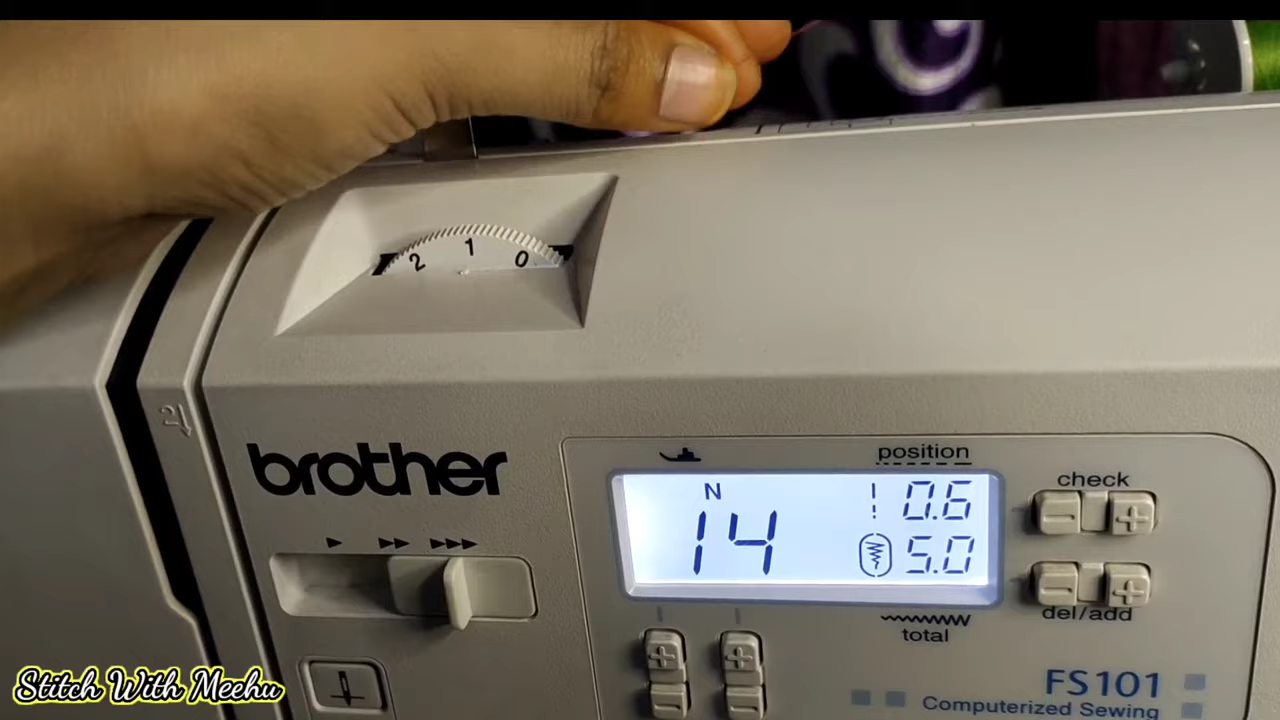 2 1 0
brother
position
N
0.6
14
5.0
check
del/add
total
FS101
Computerized Sewing
Stitch With Meehu